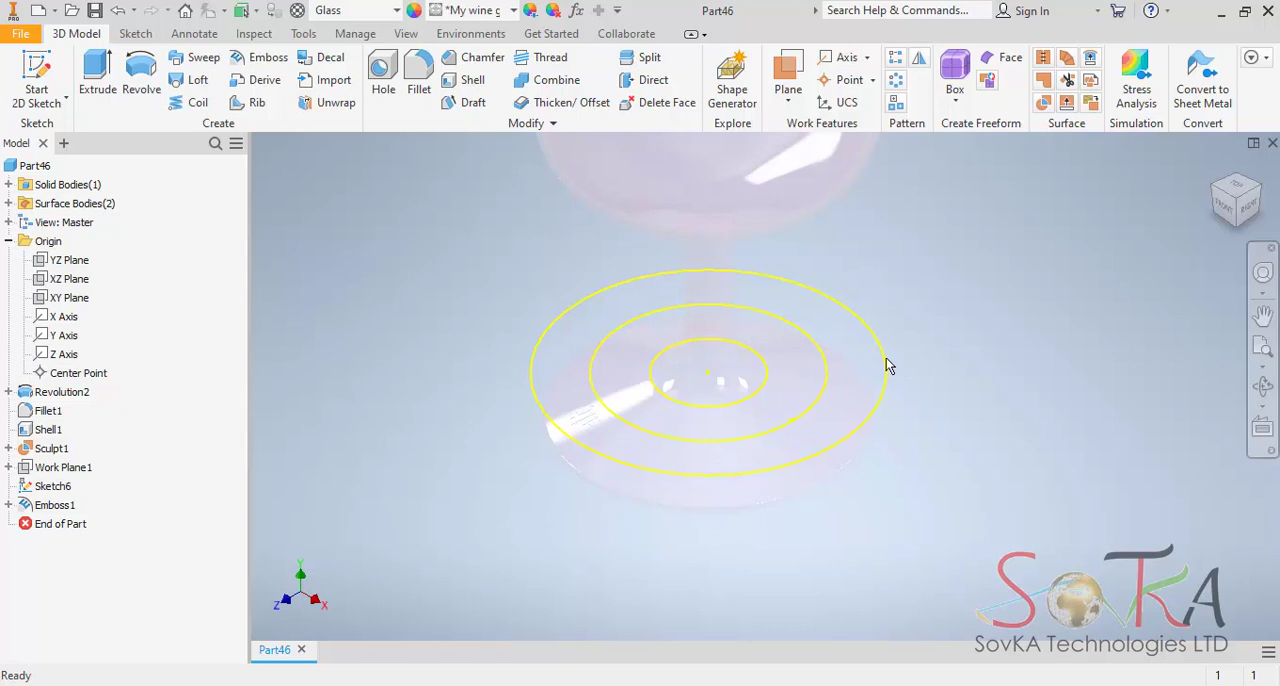 Glass
*My wine g
Part46
Search Help & Commands...
Sign In
PRO
File
3D Model
Sketch
Annotate
Inspect
Tools
Manage
View
Environments
Get Started
Collaborate
Start
2D Sketch
Extrude
Revolve
Sweep
Loft
Coil
Emboss
Derive
Rib
Decal
Import
Unwrap
Hole
Fillet
Chamfer
Shell
Draft
Thread
Combine
Thicken/ Offset
Split
Direct
Delete Face
Shape
Generator
Plane
Axis
Point
UCS
Box
Face
Stress
Analysis
Convert to
Sheet Metal
Sketch
Create
Modify
Explore
Work Features
Pattern
Create Freeform
Surface
Simulation
Convert
Model
Part46
Solid Bodies(1)
Surface Bodies(2)
View: Master
Origin
YZ Plane
XZ Plane
XY Plane
X Axis
Y Axis
Z Axis
Center Point
Revolution2
Fillet1
Shell1
Sculpt1
Work Plane1
Sketch6
Emboss1
End of Part
TOP
FRONT
RIGHT
Y
Z
X
SovKA
SovKA Technologies LTD
Part46
Ready
1
1